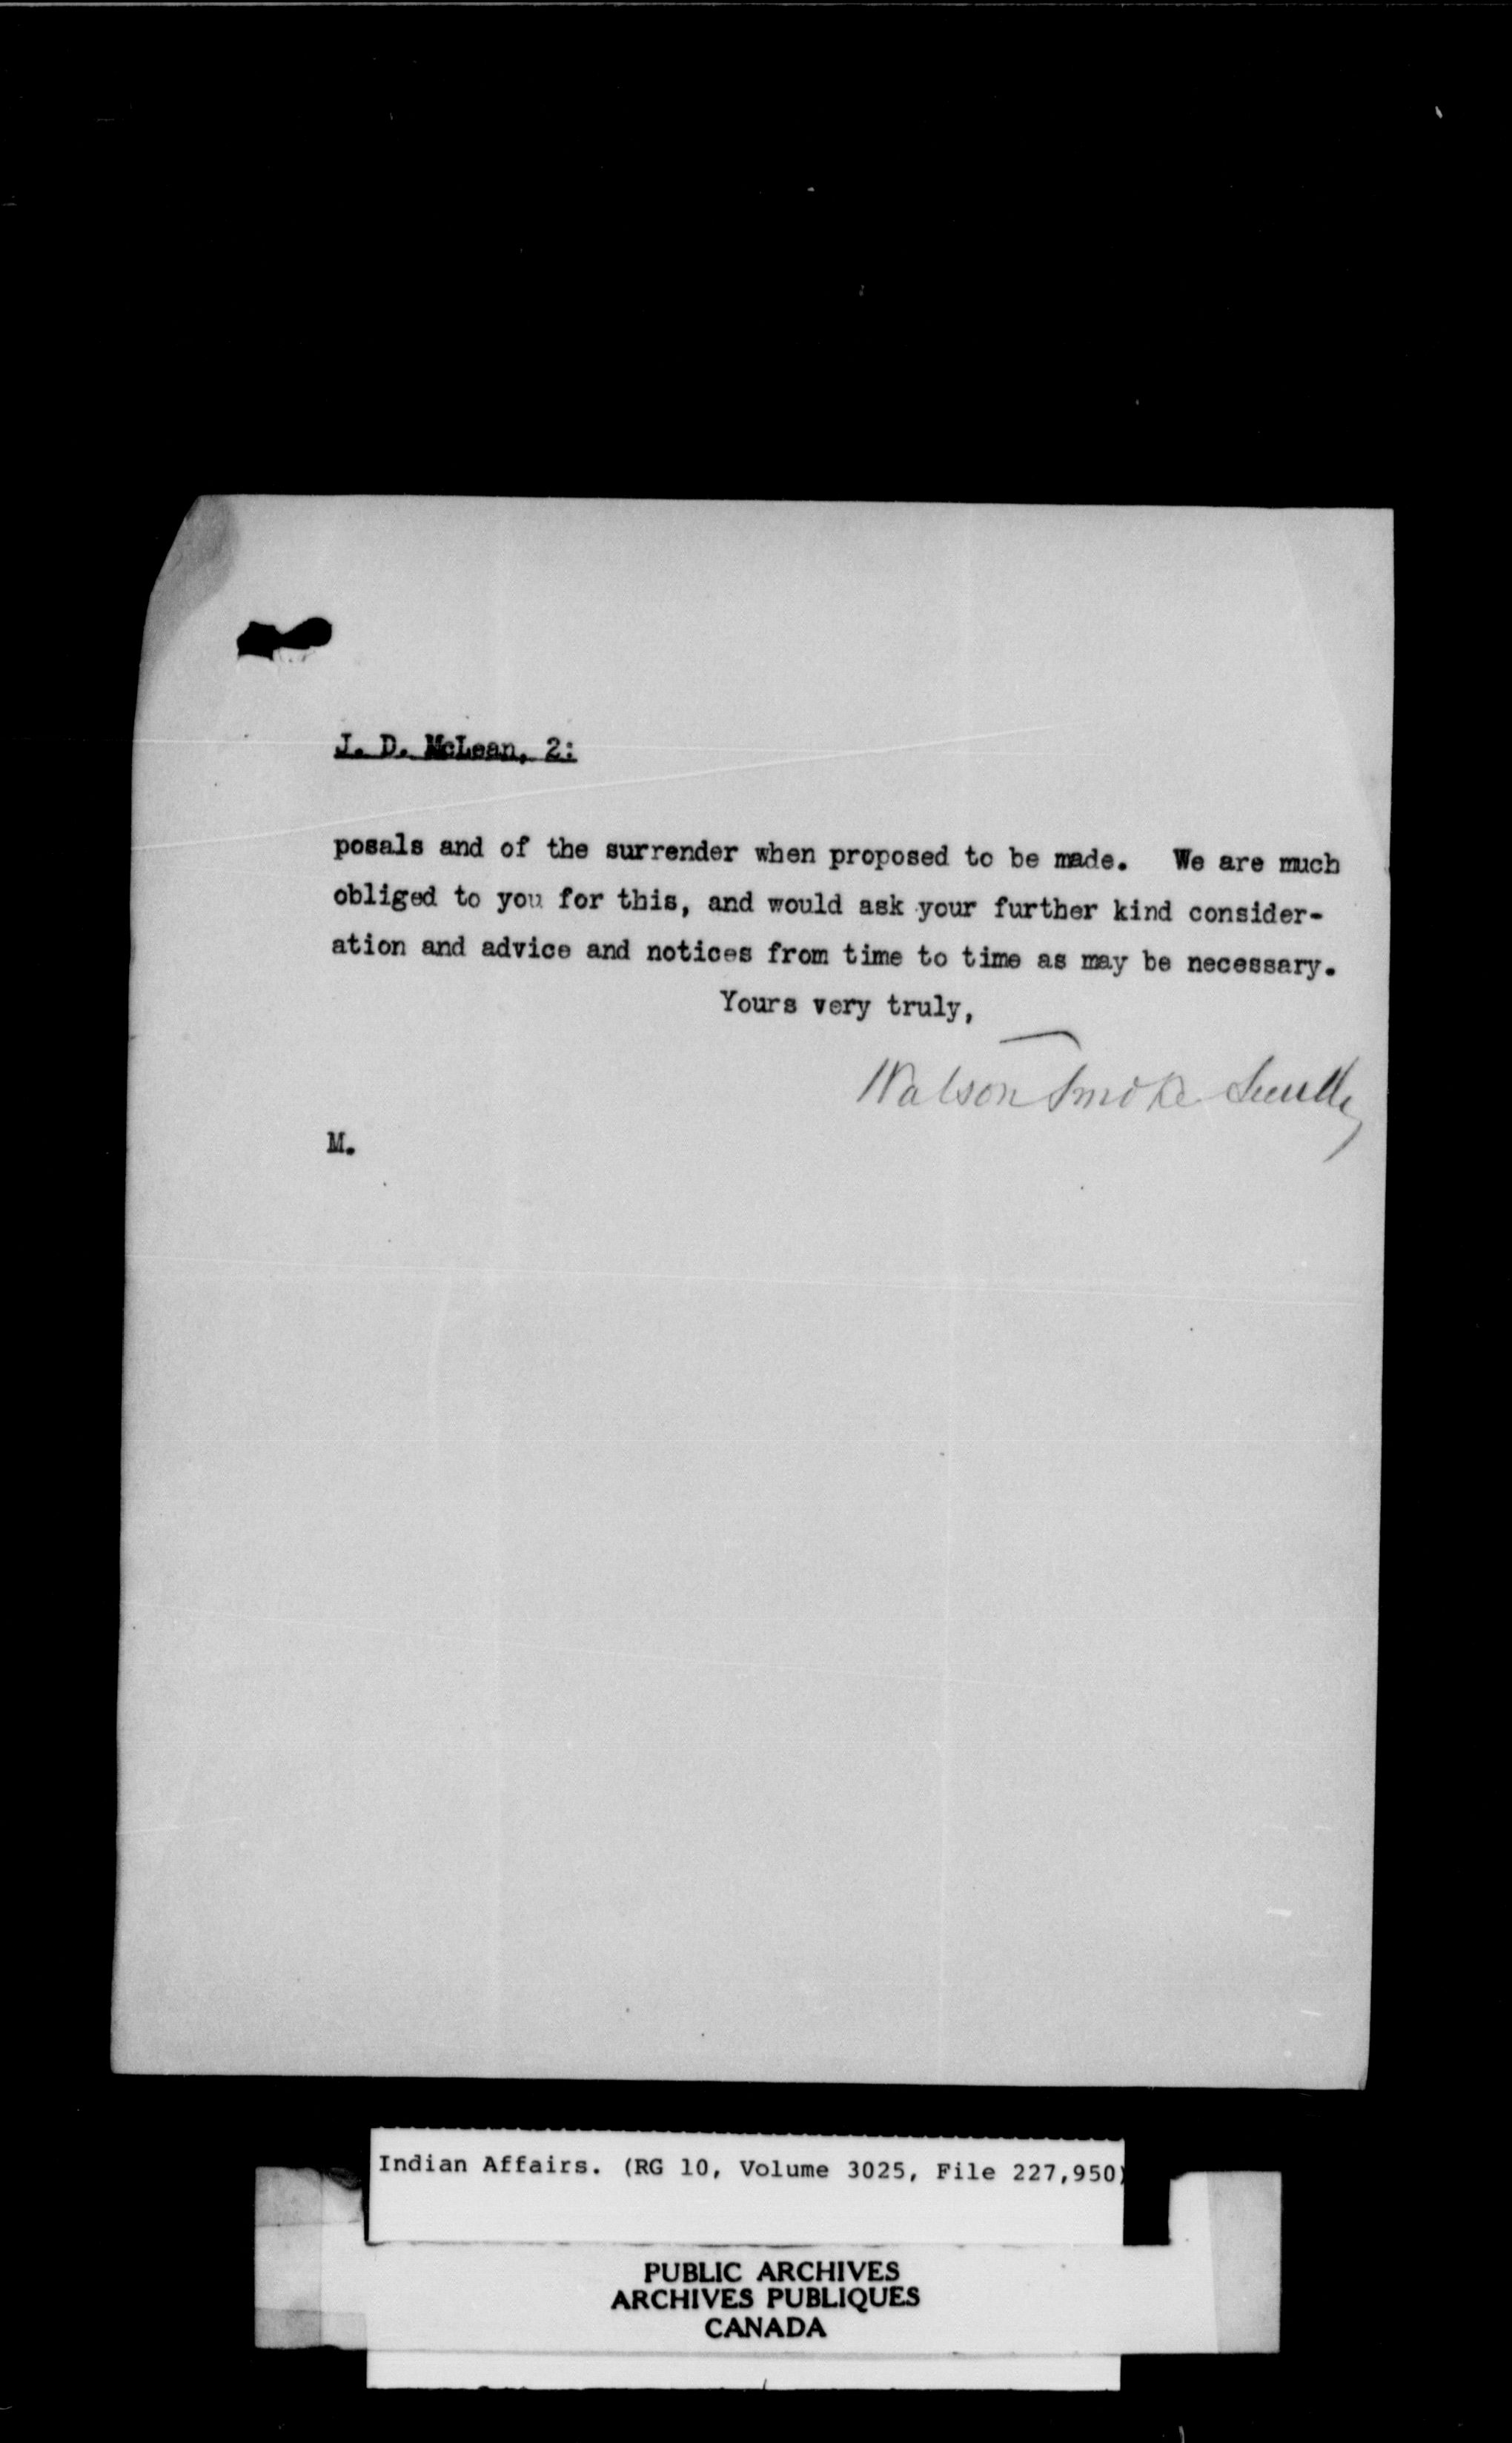 J. D. McLean, 2:
posals and of the surrender when proposed to be made. We are much
obliged to you for this, and would ask your further kind consider-
ation and advice and notices from time to time as may be necessary.
Yours very truly,
Watson Smoke
M.
Indian Affairs. (RG 10, Volume 3025, File 227,950)
PUBLIC ARCHIVES
ARCHIVES PUBLIQUES
CANADA